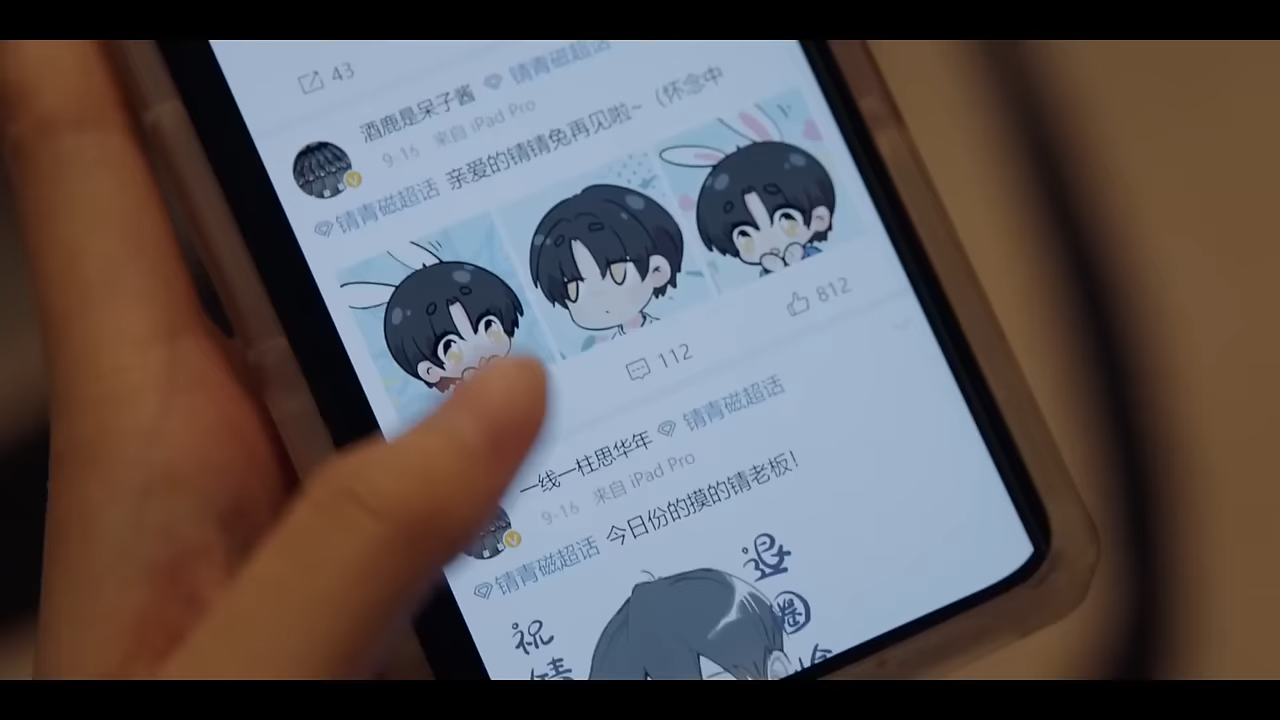 43
酒鹿是呆子酱 锖青磁超话
9-16 来自 iPad Pro
锖青磁超话 亲爱的锖锖兔再见啦~（怀念中
112
812
一线一柱思华年 锖青磁超话
9-16 来自 iPad Pro
锖青磁超话 今日份的摸的锖老板！
祝
锖
退
圈